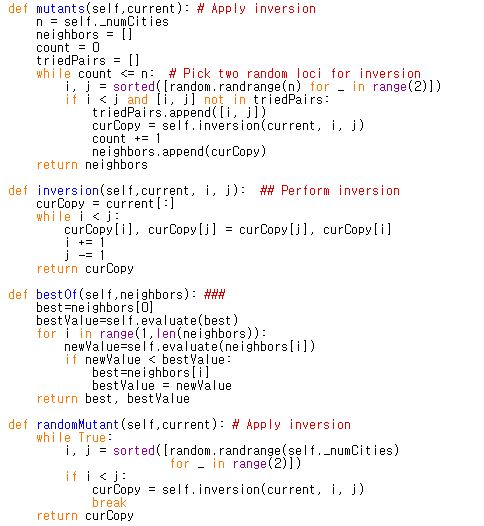 def mutants(self,current): # Apply inversion
    n = self._numCities
    neighbors = []
    count = 0
    triedPairs = []
    while count <= n:  # Pick two random loci for inversion
        i, j = sorted([random.randrange(n) for _ in range(2)])
        if i < j and [i, j] not in triedPairs:
            triedPairs.append([i, j])
            curCopy = self.inversion(current, i, j)
            count += 1
            neighbors.append(curCopy)
    return neighbors

def inversion(self,current, i, j):  ## Perform inversion
    curCopy = current[:]
    while i < j:
        curCopy[i], curCopy[j] = curCopy[j], curCopy[i]
        i += 1
        j -= 1
    return curCopy

def bestOf(self,neighbors): ###
    best=neighbors[0]
    bestValue=self.evaluate(best)
    for i in range(1,len(neighbors)):
        newValue=self.evaluate(neighbors[i])
        if newValue < bestValue:
            best=neighbors[i]
            bestValue = newValue
    return best, bestValue

def randomMutant(self,current): # Apply inversion
    while True:
        i, j = sorted([random.randrange(self._numCities)
                       for _ in range(2)])
        if i < j:
            curCopy = self.inversion(current, i, j)
            break
    return curCopy